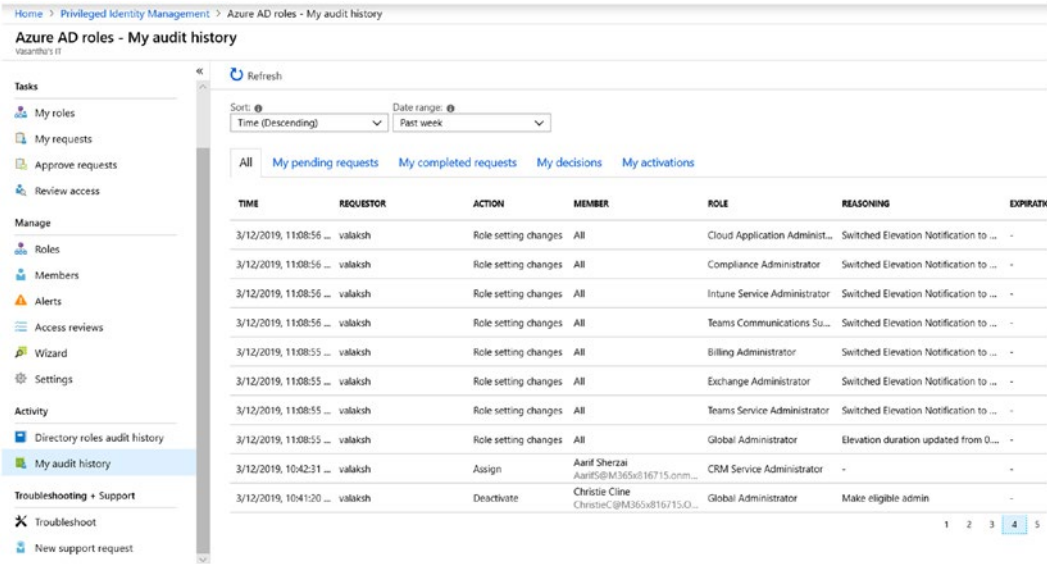 Home > Privileged Identity Management > Azure AD roles - My audit history
Azure AD roles - My audit history
Vasantha's IT
«
Tasks
My roles
My requests
Approve requests
Review access
Manage
Roles
Members
Alerts
Access reviews
Wizard
Settings
Activity
Directory roles audit history
My audit history
Troubleshooting + Support
Troubleshoot
New support request
Refresh
Sort: Date range:
Time (Descending) Past week
All My pending requests My completed requests My decisions My activations
TIME REQUESTOR ACTION MEMBER ROLE REASONING EXPIRATIO
3/12/2019, 11:08:56 ... valaksh Role setting changes All Cloud Application Administ... Switched Elevation Notification to ... -
3/12/2019, 11:08:56 ... valaksh Role setting changes All Compliance Administrator Switched Elevation Notification to ... -
3/12/2019, 11:08:56 ... valaksh Role setting changes All Intune Service Administrator Switched Elevation Notification to ... -
3/12/2019, 11:08:56 ... valaksh Role setting changes All Teams Communications Su... Switched Elevation Notification to ... -
3/12/2019, 11:08:55 ... valaksh Role setting changes All Billing Administrator Switched Elevation Notification to ... -
3/12/2019, 11:08:55 ... valaksh Role setting changes All Exchange Administrator Switched Elevation Notification to ... -
3/12/2019, 11:08:55 ... valaksh Role setting changes All Teams Service Administrator Switched Elevation Notification to ... -
3/12/2019, 11:08:55 ... valaksh Role setting changes All Global Administrator Elevation duration updated from 0.... -
3/12/2019, 10:42:31 ... valaksh Assign Aarif Sherzai CRM Service Administrator - -
AarifS@M365x816715.onm...
3/12/2019, 10:41:20 ... valaksh Deactivate Christie Cline Global Administrator Make eligible admin -
ChristieC@M365x816715.O...
1 2 3 4 5